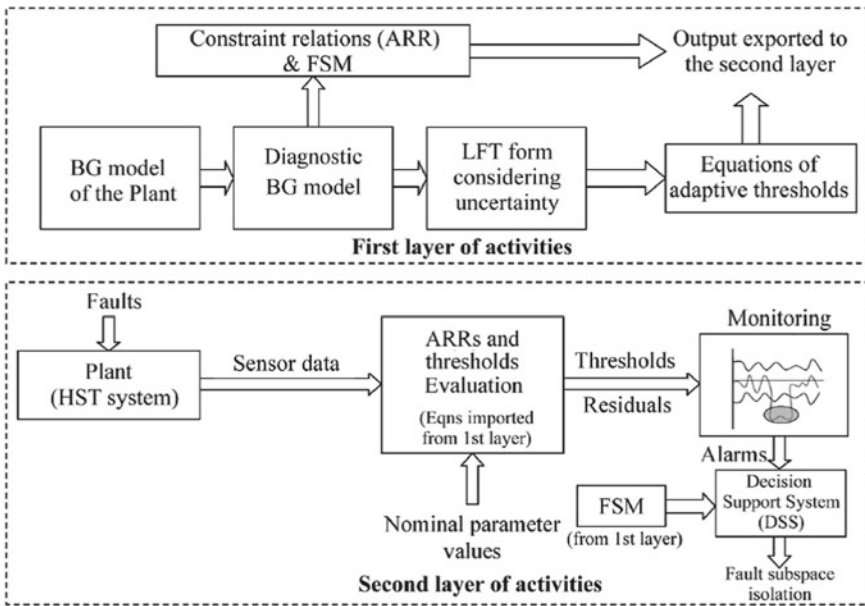 Constraint relations (ARR)
& FSM
Output exported to
the second layer
BG model
of the Plant
Diagnostic
BG model
LFT form
considering
uncertainty
Equations of
adaptive thresholds
First layer of activities
Faults
Plant
(HST system)
Sensor data
ARRs and
thresholds
Evaluation
(Eqns imported
from 1st layer)
Thresholds
Residuals
Monitoring
Alarms
Nominal parameter
values
FSM
(from 1st layer)
Decision
Support System
(DSS)
Fault subspace
isolation
Second layer of activities